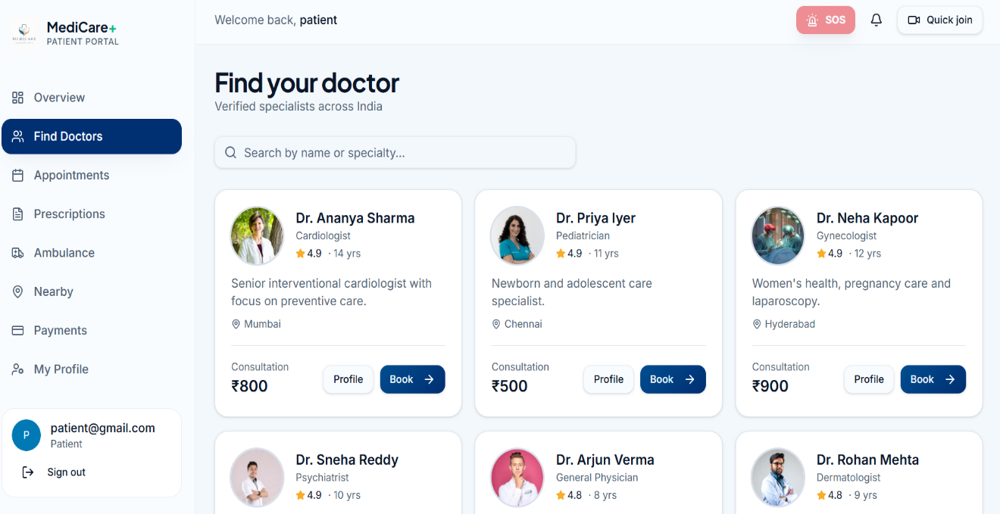 MediCare+
PATIENT PORTAL
Overview
Find Doctors
Appointments
Prescriptions
Ambulance
Nearby
Payments
My Profile
P
patient@gmail.com
Patient
Sign out
Welcome back, patient
SOS
Quick join
Find your doctor
Verified specialists across India
Search by name or specialty...
Dr. Ananya Sharma
Cardiologist
4.9 · 14 yrs
Senior interventional cardiologist with
focus on preventive care.
Mumbai
Consultation
₹800
Profile
Book
Dr. Priya Iyer
Pediatrician
4.9 · 11 yrs
Newborn and adolescent care
specialist.
Chennai
Consultation
₹500
Profile
Book
Dr. Neha Kapoor
Gynecologist
4.9 · 12 yrs
Women's health, pregnancy care and
laparoscopy.
Hyderabad
Consultation
₹900
Profile
Book
Dr. Sneha Reddy
Psychiatrist
4.9 · 10 yrs
Dr. Arjun Verma
General Physician
4.8 · 8 yrs
Dr. Rohan Mehta
Dermatologist
4.8 · 9 yrs